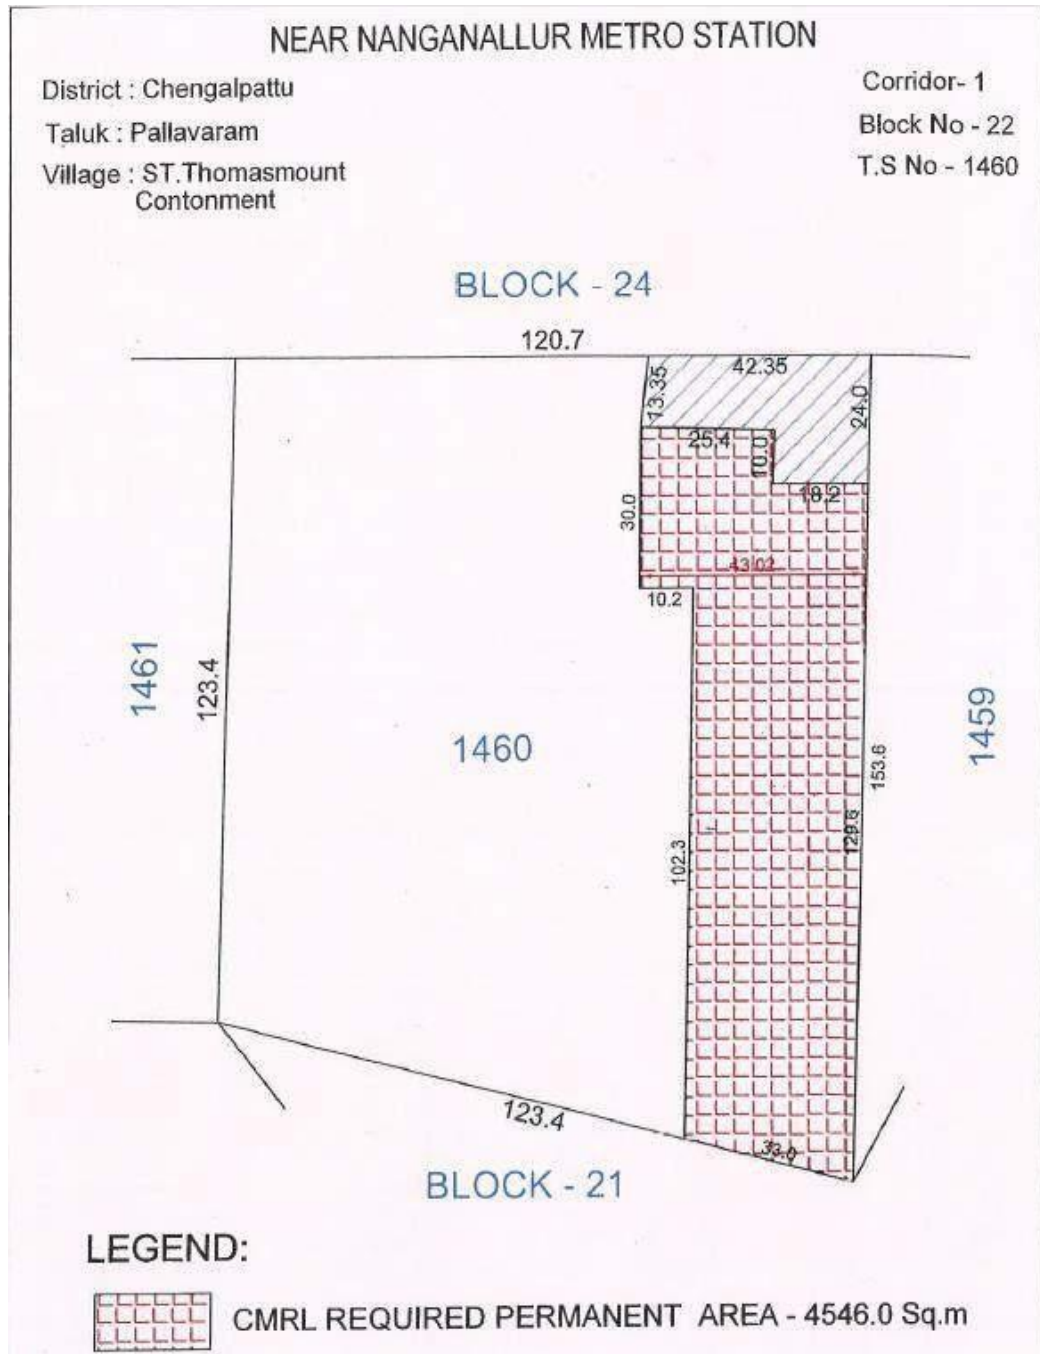 NEAR NANGANALLUR METRO STATION
District : Chengalpattu
Corridor- 1
Taluk : Pallavaram
Block No - 22
Village : ST.Thomasmount
Contonment
T.S No - 1460
BLOCK - 24
120.7
42.35
13.35
24.0
25.4
10.0
18.2
30.0
43.02
10.2
1461
123.4
1460
1459
153.6
129.6
102.3
123.4
33.0
BLOCK - 21
LEGEND:
CMRL REQUIRED PERMANENT AREA - 4546.0 Sq.m